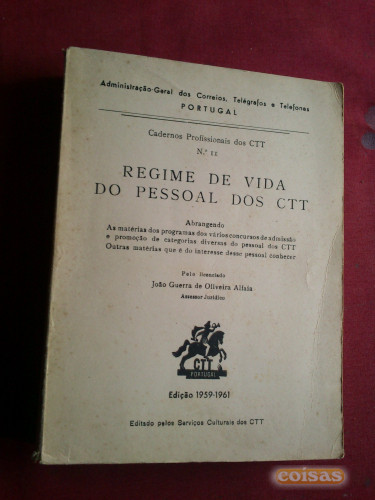 Administração-Geral dos Correios, Telégrafos e Telefones
PORTUGAL
Cadernos Profissionais dos CTT
N.º 11
REGIME DE VIDA
DO PESSOAL DOS CTT
Abrangendo
As matérias dos programas dos vários concursos de admissão
e promoção de categorias diversas do pessoal dos CTT
Outras matérias que é do interesse desse pessoal conhecer
Pelo licenciado
João Guerra de Oliveira Alfaia
Assessor Jurídico
CTT
PORTUGAL
Edição 1959-1961
Editado pelos Serviços Culturais dos CTT
coisas